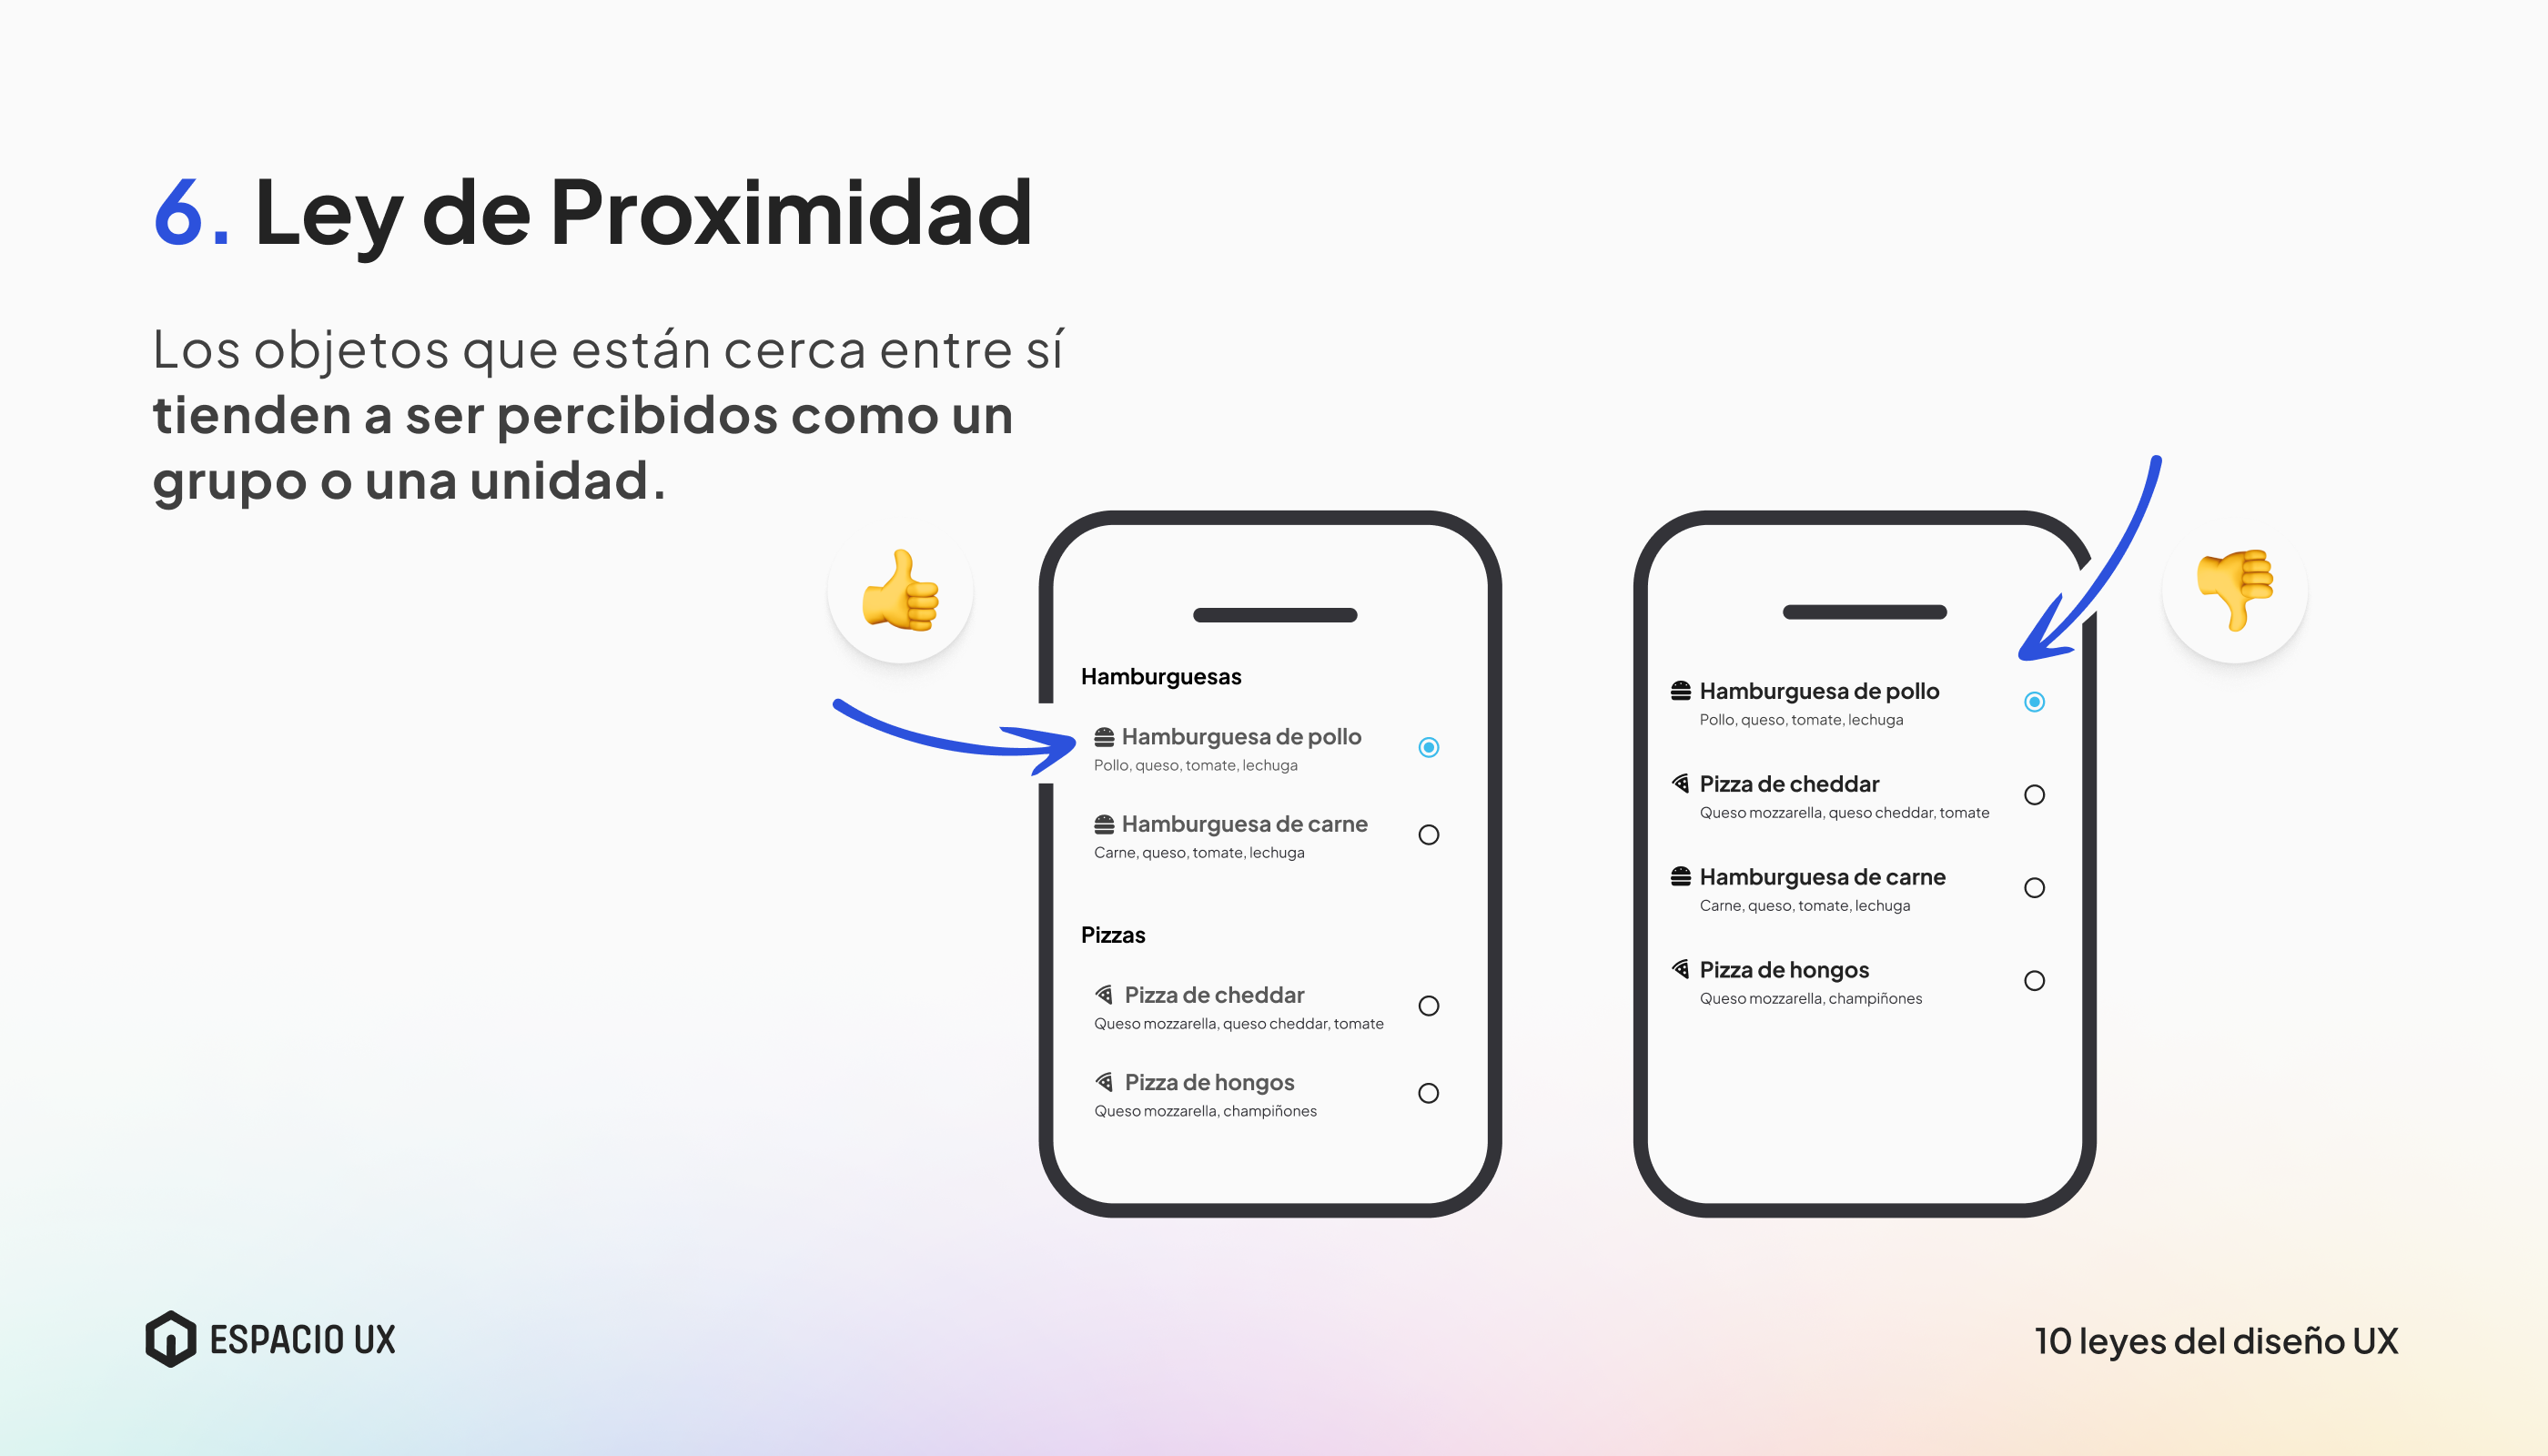 6. Ley de Proximidad
Los objetos que están cerca entre sí
tienden a ser percibidos como un
grupo o una unidad.
Hamburguesas
Hamburguesa de pollo
Pollo, queso, tomate, lechuga
Hamburguesa de carne
Carne, queso, tomate, lechuga
Pizzas
Pizza de cheddar
Queso mozzarella, queso cheddar, tomate
Pizza de hongos
Queso mozzarella, champiñones
Hamburguesa de pollo
Pollo, queso, tomate, lechuga
Pizza de cheddar
Queso mozzarella, queso cheddar, tomate
Hamburguesa de carne
Carne, queso, tomate, lechuga
Pizza de hongos
Queso mozzarella, champiñones
ESPACIO UX
10 leyes del diseño UX